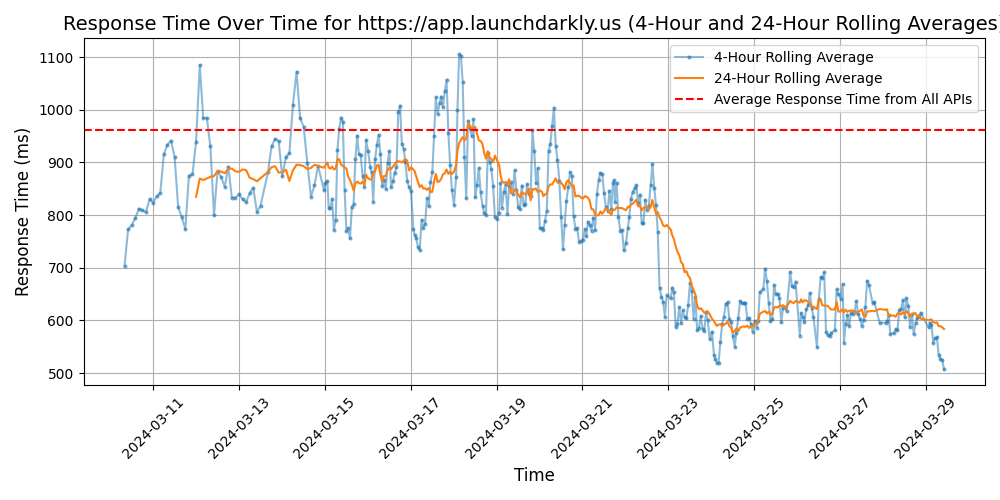 Response Time Over Time for https://app.launchdarkly.us (4-Hour and 24-Hour Rolling Averages)
4-Hour Rolling Average
24-Hour Rolling Average
Average Response Time from All APIs
Response Time (ms)
1100
1000
900
800
700
600
500
2024-03-11
2024-03-13
2024-03-15
2024-03-17
2024-03-19
2024-03-21
2024-03-23
2024-03-25
2024-03-27
2024-03-29
Time